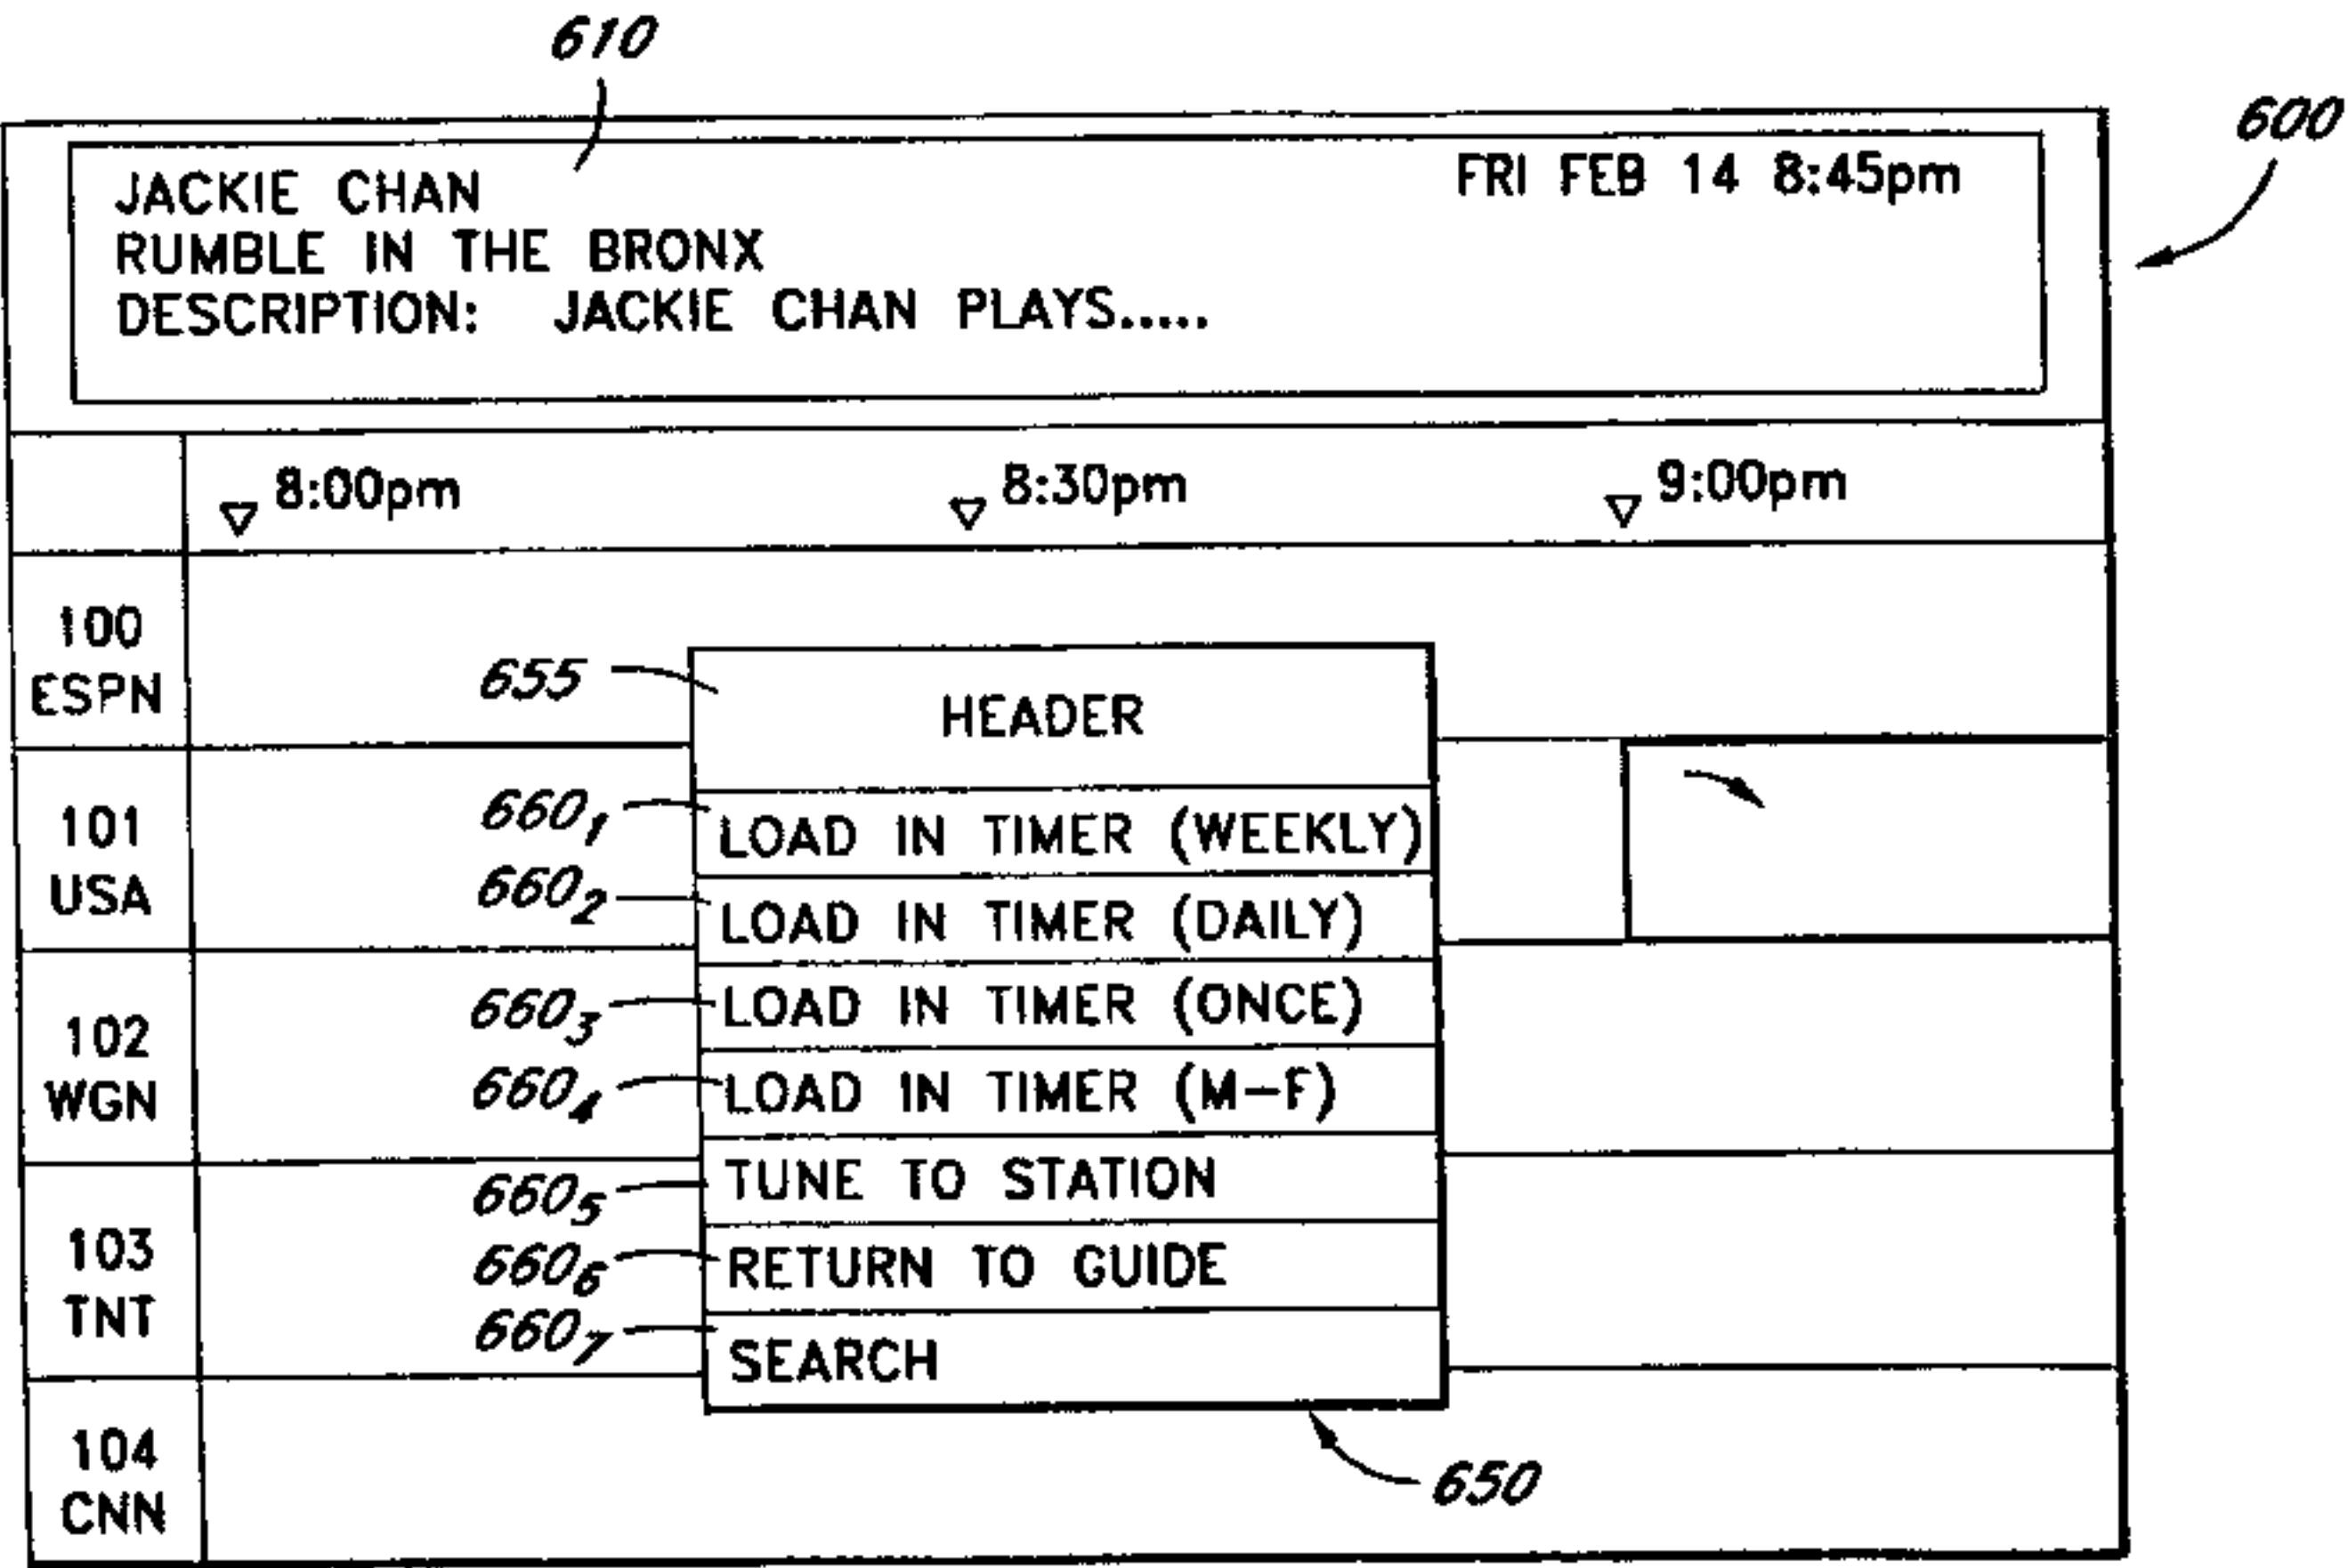 610
600
JACKIE CHAN FRI FEB 14 8:45pm
RUMBLE IN THE BRONX
DESCRIPTION: JACKIE CHAN PLAYS.....
8:00pm 8:30pm 9:00pm
100
ESPN
655 HEADER
101
USA
660₁ LOAD IN TIMER (WEEKLY)
660₂ LOAD IN TIMER (DAILY)
102
WGN
660₃ LOAD IN TIMER (ONCE)
660₄ LOAD IN TIMER (M-F)
103
TNT
660₅ TUNE TO STATION
660₆ RETURN TO GUIDE
660₇ SEARCH
104
CNN
650